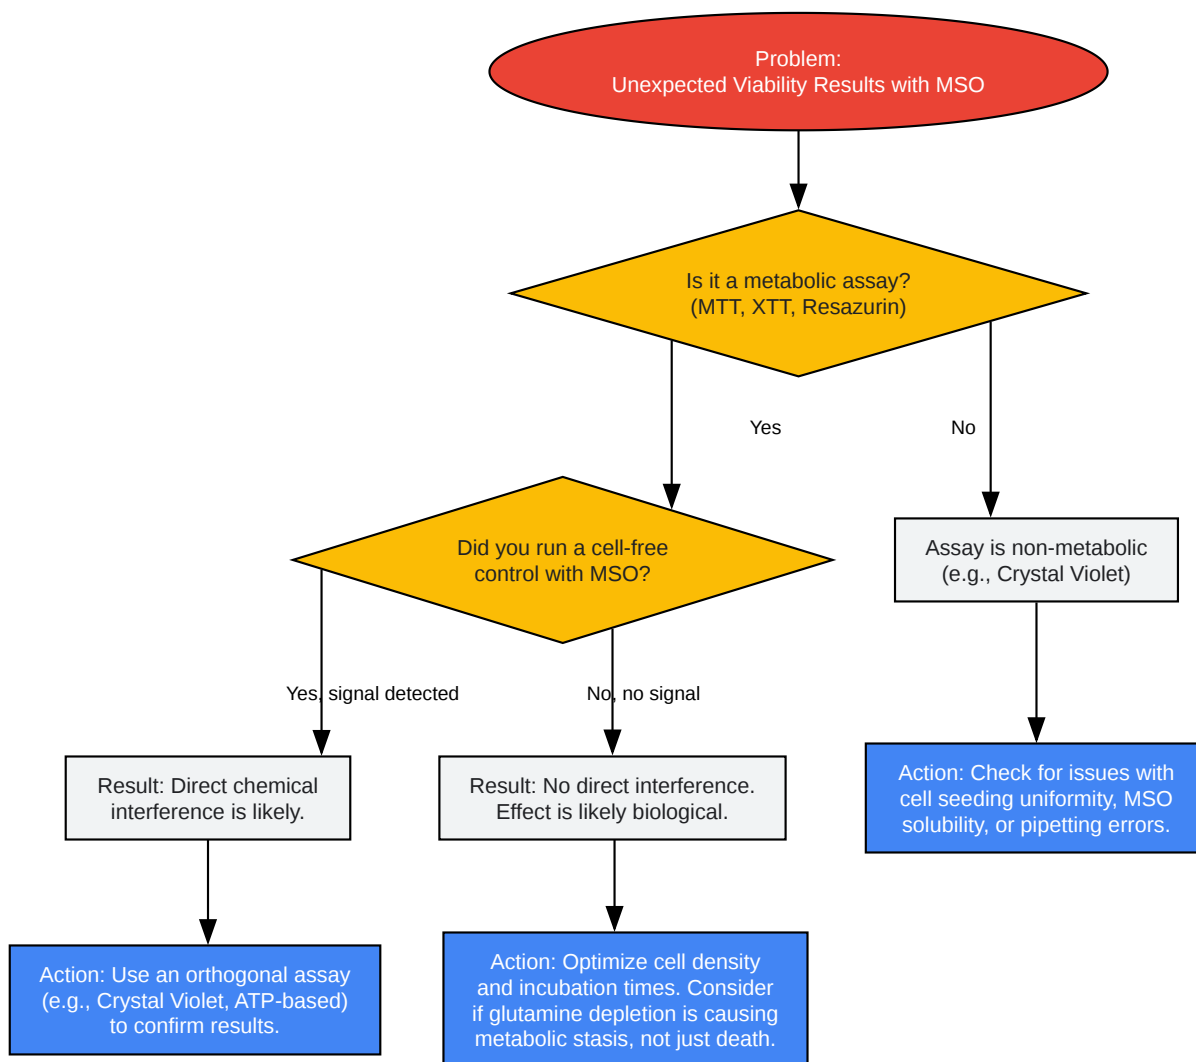 Problem:
Unexpected Viability Results with MSO
Is it a metabolic assay?
(MTT, XTT, Resazurin)
Yes
No
Did you run a cell-free
control with MSO?
Assay is non-metabolic
(e.g., Crystal Violet)
Yes, signal detected
No, no signal
Result: Direct chemical
interference is likely.
Result: No direct interference.
Effect is likely biological.
Action: Check for issues with
cell seeding uniformity, MSO
solubility, or pipetting errors.
Action: Use an orthogonal assay
(e.g., Crystal Violet, ATP-based)
to confirm results.
Action: Optimize cell density
and incubation times. Consider
if glutamine depletion is causing
metabolic stasis, not just death.